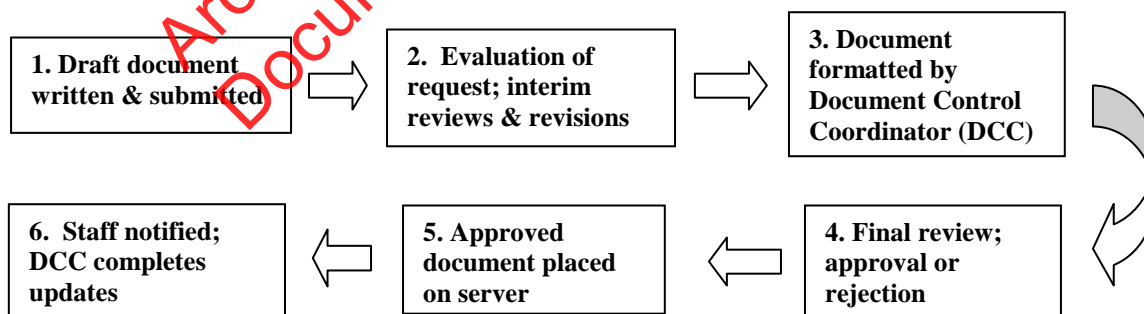 1. Draft document
written & submitted
2. Evaluation of
request; interim
reviews & revisions
3. Document
formatted by
Document Control
Coordinator (DCC)
4. Final review;
approval or
rejection
5. Approved
document placed
on server
6. Staff notified;
DCC completes
updates